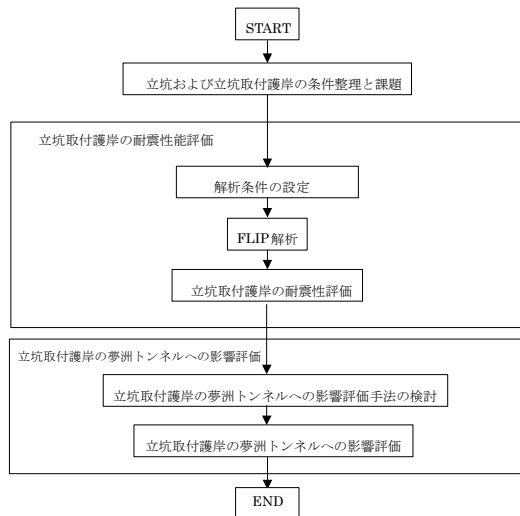 START
立坑および立坑取付護岸の条件整理と課題
立坑取付護岸の耐震性能評価
解析条件の設定
FLIP解析
立坑取付護岸の耐震性評価
立坑取付護岸の夢洲トンネルへの影響評価
立坑取付護岸の夢洲トンネルへの影響評価手法の検討
立坑取付護岸の夢洲トンネルへの影響評価
END